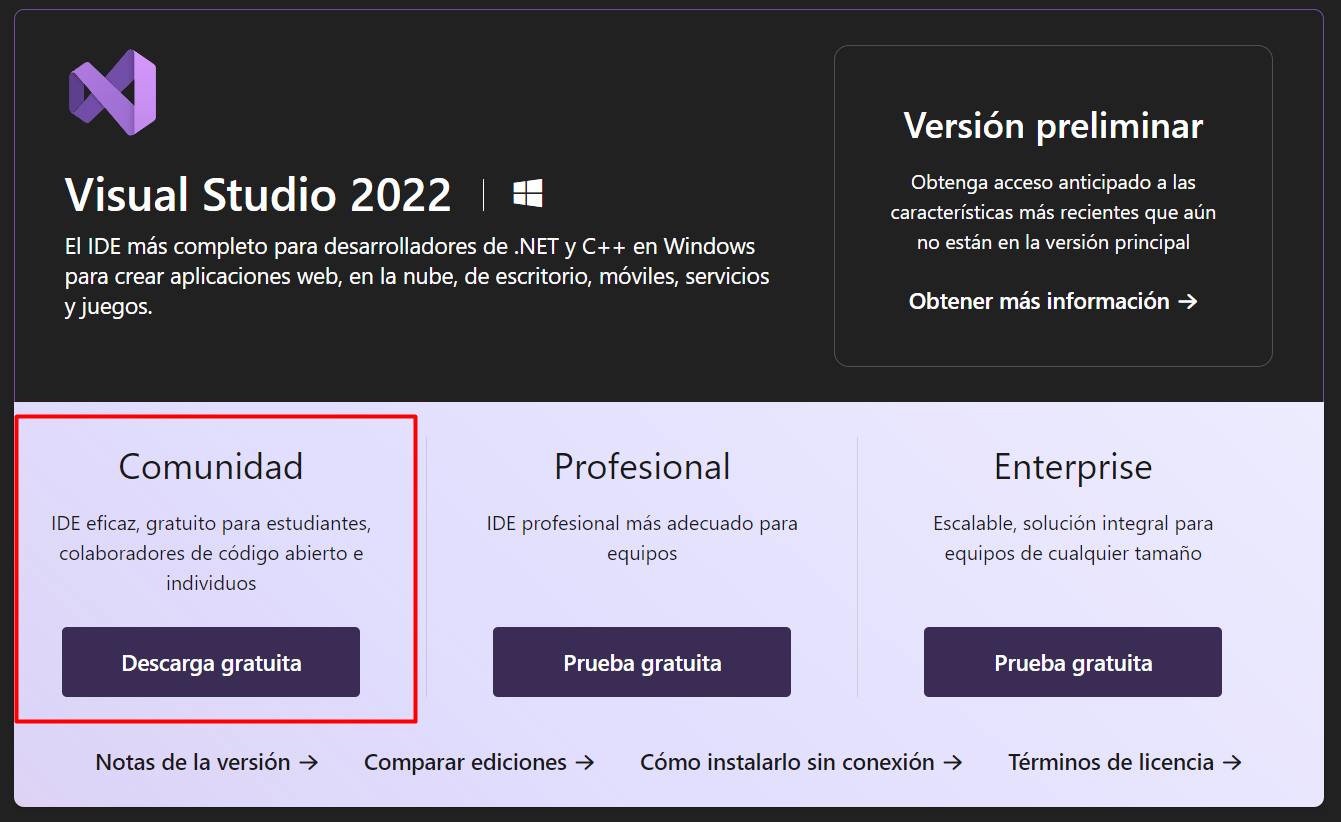 Visual Studio 2022
El IDE más completo para desarrolladores de .NET y C++ en Windows
para crear aplicaciones web, en la nube, de escritorio, móviles, servicios
y juegos.
Versión preliminar
Obtenga acceso anticipado a las
características más recientes que aún
no están en la versión principal
Obtener más información →
Comunidad
IDE eficaz, gratuito para estudiantes,
colaboradores de código abierto e
individuos
Descarga gratuita
Profesional
IDE profesional más adecuado para
equipos
Prueba gratuita
Enterprise
Escalable, solución integral para
equipos de cualquier tamaño
Prueba gratuita
Notas de la versión →
Comparar ediciones →
Cómo instalarlo sin conexión →
Términos de licencia →